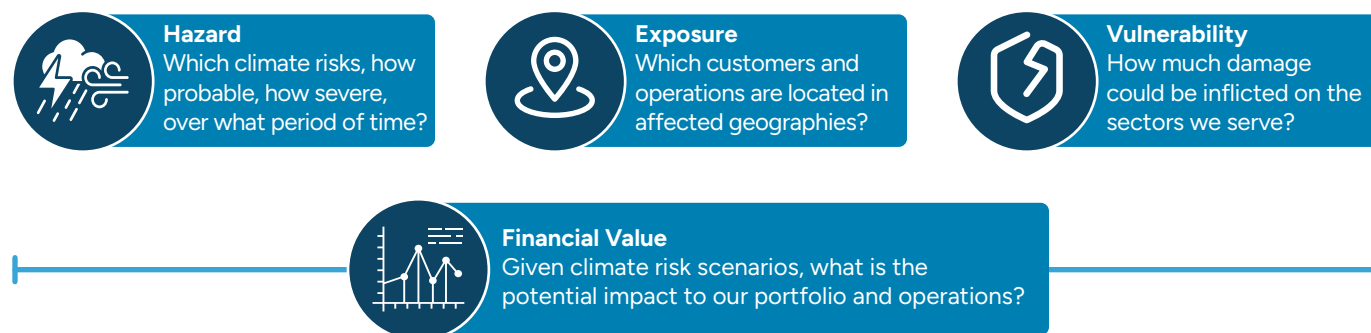 Hazard
Which climate risks, how
probable, how severe,
over what period of time?
Exposure
Which customers and
operations are located in
affected geographies?
Vulnerability
How much damage
could be inflicted on the
sectors we serve?
Financial Value
Given climate risk scenarios, what is the
potential impact to our portfolio and operations?